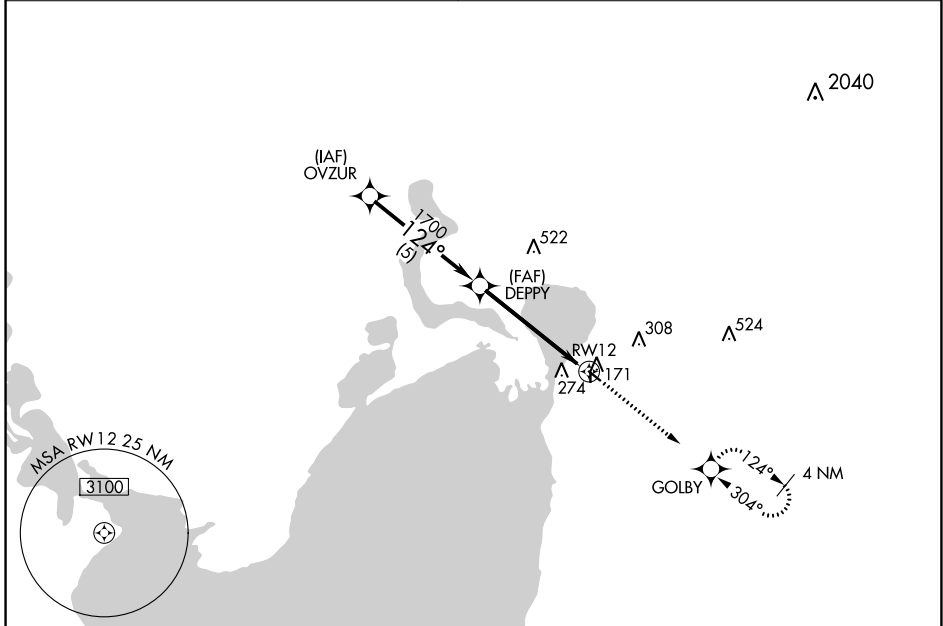 2040
(IAF)
OVZUR
1700
124°
(5)
522
(FAF)
DEPPY
308
524
RW12
171
274
GOLBY
124°
304°
4 NM
MSA RW12 25 NM
3100